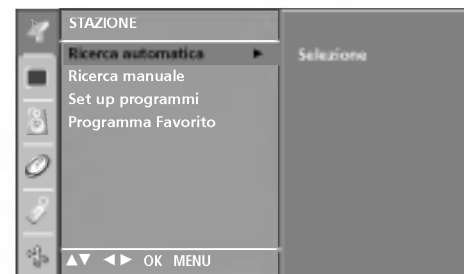 STAZIONE
Ricerca automatica ►
Selezione
Ricerca manuale
Set up programmi
Programma Favorito
▲▼ ◄► OK MENU